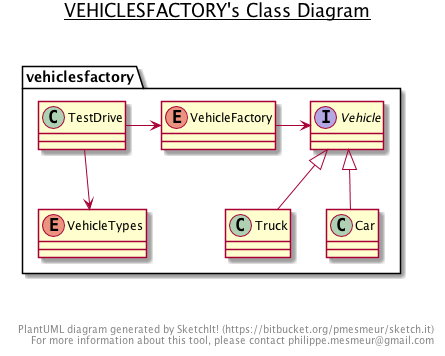 VEHICLESFACTORY's Class Diagram
vehiclesfactory
C TestDrive
E VehicleFactory
I Vehicle
E VehicleTypes
C Truck
C Car
PlantUML diagram generated by SketchIt! (https://bitbucket.org/pmesmeur/sketch.it)
For more information about this tool, please contact philippe.mesmeur@gmail.com